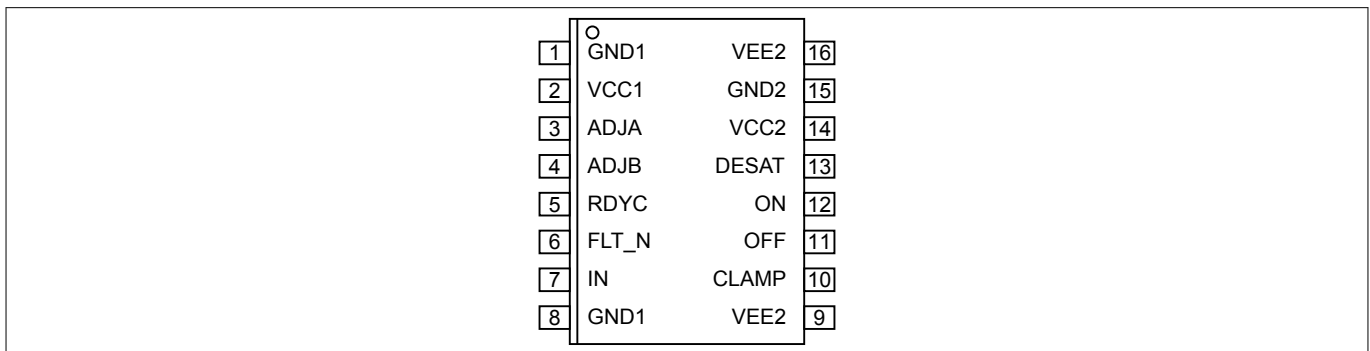 1 GND1 VEE2 16
2 VCC1 GND2 15
3 ADJA VCC2 14
4 ADJB DESAT 13
5 RDYC ON 12
6 FLT_N OFF 11
7 IN CLAMP 10
8 GND1 VEE2 9